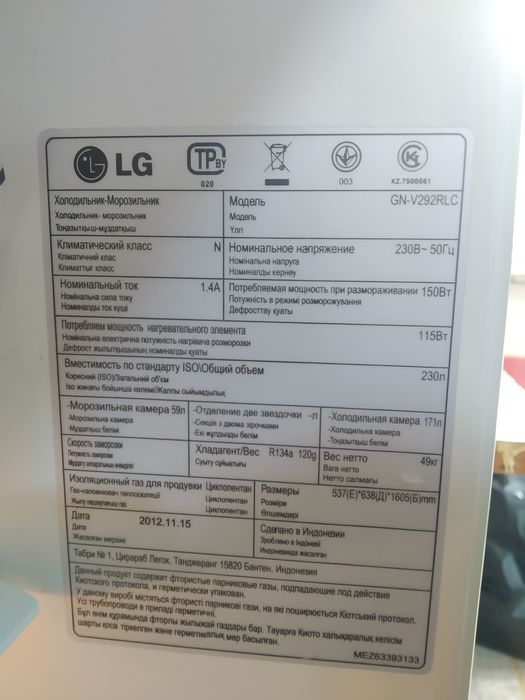 LG
TP BY
020
003
KZ.7500561
Холодильник-Морозильник
Холодильник- морозильник
Тоңазытқыш-мұздатқыш
Модель GN-V292RLC
Модель
Үлгі
Климатический класс N
Кліматичний клас
Климаттық класс
Номинальное напряжение 230В~ 50Гц
Номінальна напруга
Номиналды кернеу
Номинальный ток 1.4А
Номінальна сила току
Номиналды ток күші
Потребляемая мощность при размораживании 150Вт
Потужність в режимі розморожування
Дефросттау қуаты
Потребляем мощность нагревательного элемента 115Вт
Номінальна електрична потужність нагрівача розморозки
Дефрост жылытқышының номиналды қуаты
Вместимость по стандарту ISO\Общий объем 230л
Корисний (ISO)/Загальний об'єм
Iso жинағы бойынша көлемі/Жалпы сыйымдылық
-Морозильная камера 59л
-Морозильна камера
-Мұздатқыш бөлімі
-Отделение две звездочки -л
-Секція з двома зірочками
-Екі жұлдызды бөлім
-Холодильная камера 171л
-Холодильна камера
-Тоңазытқыш бөлімі
Скорость заморозки
Потужність заморозки
Мұздату аппаратының өнімділігі
Хладагент/Вес R134a 120g
Суыту сұйықтығы
Вес нетто 49кг
Вага нетто
Нетто салмағы
Изоляционный газ для продувки Циклопентан
Газ-наповнювач теплоізоляції Циклопентан
Жылу оқшаулағыш газ Циклопентан
Размеры 537(Е)*638(Д)*1605(Б)mm
Розміри
Өлшемдері
Дата 2012.11.15
Дата
Жасалған мерзімі
Сделано в Индонезии
Зроблено в Індонезії
Индонезияда жасалған
Табри № 1, Цирараб Легок, Танджеранг 15820 Бантен, Индонезия
Данный продукт содержит фтористые парниковые газы, подпадающие под действие
Киотского протокола, и герметически упакован.
У даному виробі містяться фтористі парникові гази, на які поширюється Кіотський протокол.
Усі трубопроводи в приладі герметичні.
Бұл өнім құрамында фторлы жылыжай газдары бар. Тауарға Киото халықаралық келісім
шарты қоса тіркелген және герметикалық мөр басылған.
MEZ63393133